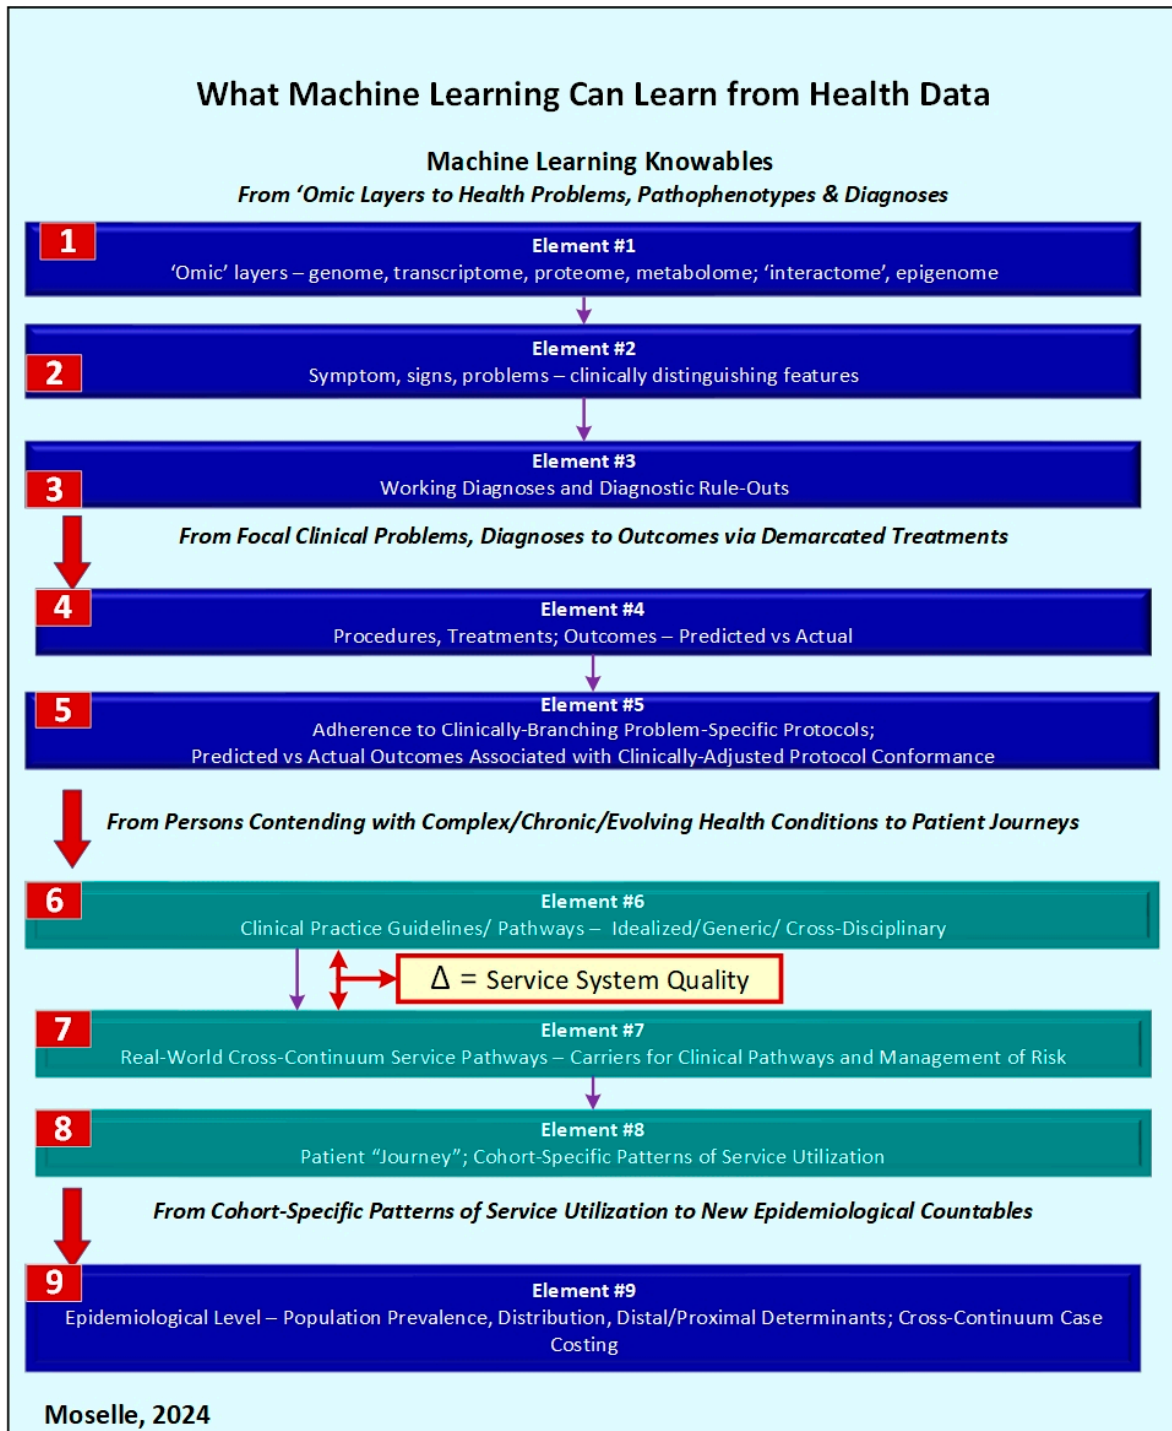 What Machine Learning Can Learn from Health Data
Machine Learning Knowables
From ‘Omic Layers to Health Problems, Pathophenotypes & Diagnoses
1
Element #1
‘Omic’ layers – genome, transcriptome, proteome, metabolome; ‘interactome’, epigenome
2
Element #2
Symptom, signs, problems – clinically distinguishing features
3
Element #3
Working Diagnoses and Diagnostic Rule-Outs
From Focal Clinical Problems, Diagnoses to Outcomes via Demarcated Treatments
4
Element #4
Procedures, Treatments; Outcomes – Predicted vs Actual
5
Element #5
Adherence to Clinically-Branching Problem-Specific Protocols;
Predicted vs Actual Outcomes Associated with Clinically-Adjusted Protocol Conformance
From Persons Contending with Complex/Chronic/Evolving Health Conditions to Patient Journeys
6
Element #6
Clinical Practice Guidelines/ Pathways – Idealized/Generic/ Cross-Disciplinary
Δ = Service System Quality
7
Element #7
Real-World Cross-Continuum Service Pathways – Carriers for Clinical Pathways and Management of Risk
8
Element #8
Patient “Journey”; Cohort-Specific Patterns of Service Utilization
From Cohort-Specific Patterns of Service Utilization to New Epidemiological Countables
9
Element #9
Epidemiological Level – Population Prevalence, Distribution, Distal/Proximal Determinants; Cross-Continuum Case
Costing
Moselle, 2024